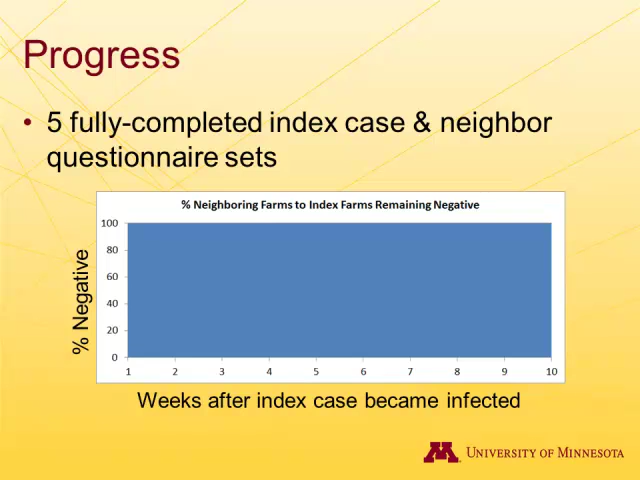 Progress
• 5 fully-completed index case & neighbor
questionnaire sets
% Neighboring Farms to Index Farms Remaining Negative
% Negative
100
80
60
40
20
0
1 2 3 4 5 6 7 8 9 10
Weeks after index case became infected
M
UNIVERSITY OF MINNESOTA